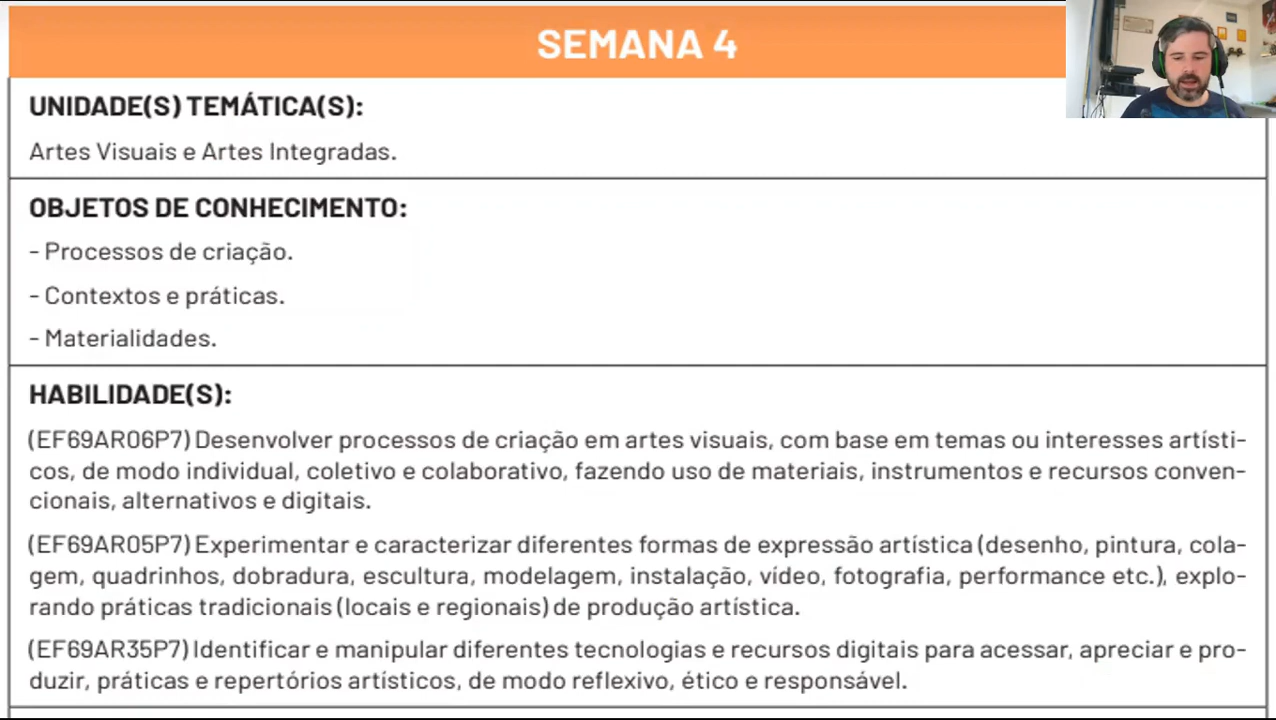 SEMANA 4
UNIDADE(S) TEMÁTICA(S):
Artes Visuais e Artes Integradas.
OBJETOS DE CONHECIMENTO:
- Processos de criação.
- Contextos e práticas.
- Materialidades.
HABILIDADE(S):
(EF69AR06P7) Desenvolver processos de criação em artes visuais, com base em temas ou interesses artísti-
cos, de modo individual, coletivo e colaborativo, fazendo uso de materiais, instrumentos e recursos conven-
cionais, alternativos e digitais.
(EF69AR05P7) Experimentar e caracterizar diferentes formas de expressão artística (desenho, pintura, cola-
gem, quadrinhos, dobradura, escultura, modelagem, instalação, vídeo, fotografia, performance etc.), explo-
rando práticas tradicionais (locais e regionais) de produção artística.
(EF69AR35P7) Identificar e manipular diferentes tecnologias e recursos digitais para acessar, apreciar e pro-
duzir, práticas e repertórios artísticos, de modo reflexivo, ético e responsável.